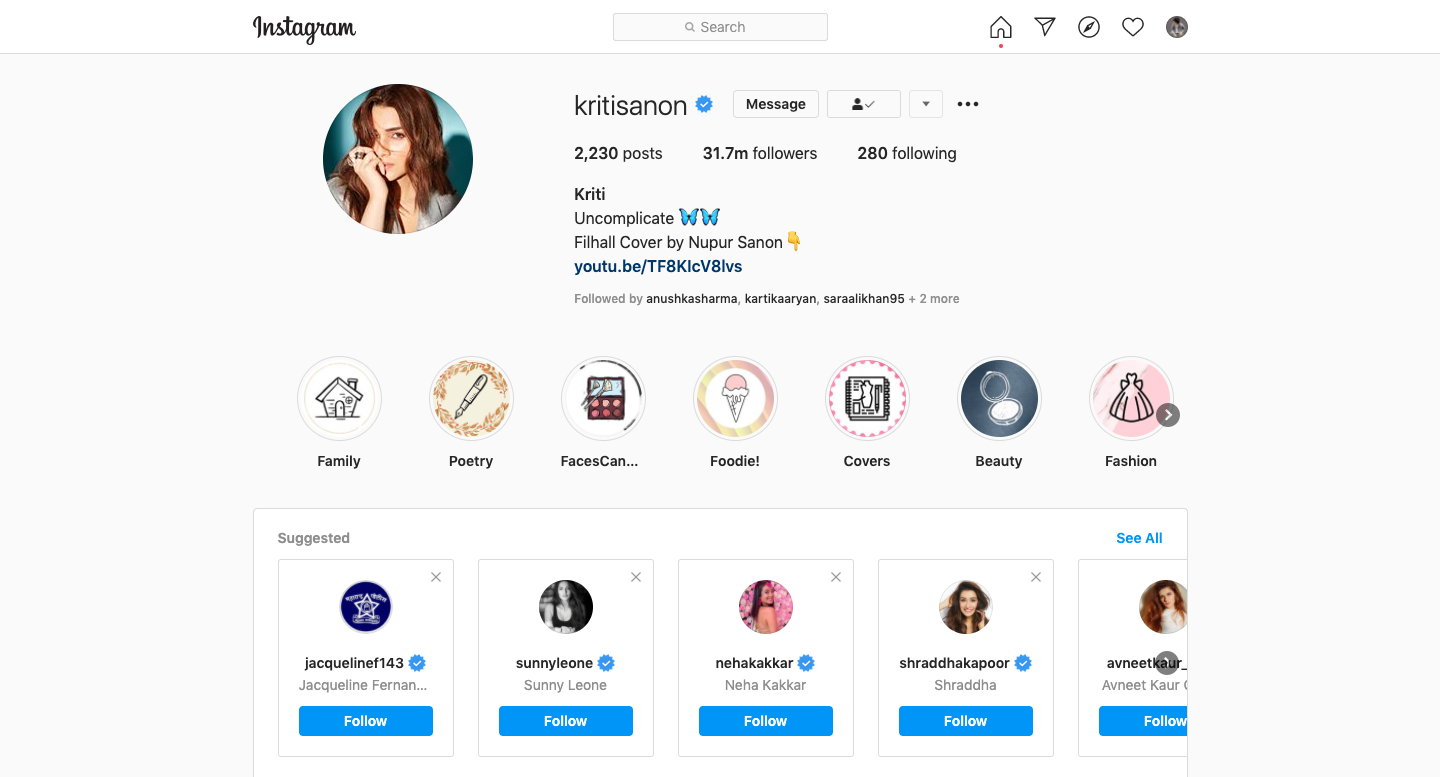 Instagram
Search
kritisanon
Message
2,230 posts 31.7m followers 280 following
Kriti
Uncomplicate 🦋🦋
Filhall Cover by Nupur Sanon👇
youtu.be/TF8KIcV8lvs
Followed by anushkasharma, kartikaaryan, saraalikhan95 + 2 more
Family Poetry FacesCan... Foodie! Covers Beauty Fashion
Suggested See All
jacquelinef143 sunnyleone nehakakkar shraddhakapoor avneetkaur_
Jacqueline Fernan... Sunny Leone Neha Kakkar Shraddha Avneet Kaur
Follow Follow Follow Follow Follow